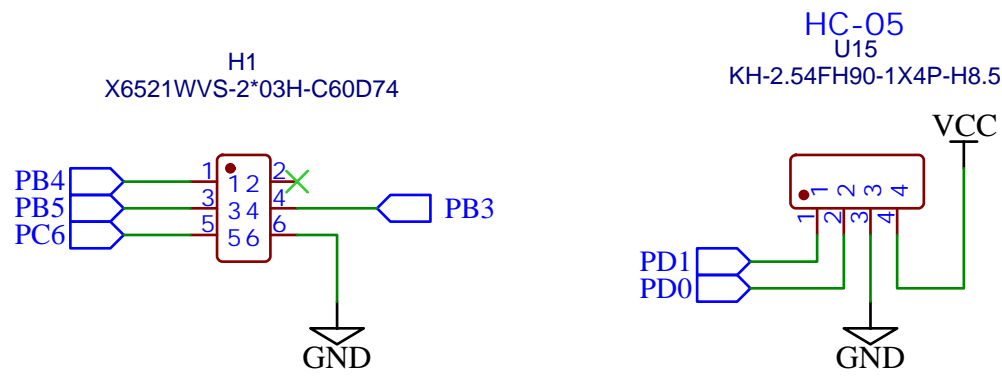 HC-05
U15
KH-2.54FH90-1X4P-H8.5
H1
X6521WVS-2*03H-C60D74
VCC
1 2
PB4 1 2
3 4
PB5 3 4 PB3
5 6
PC6 5 6
1 2 3 4
1 2 3 4
PD1
PD0
GND
GND